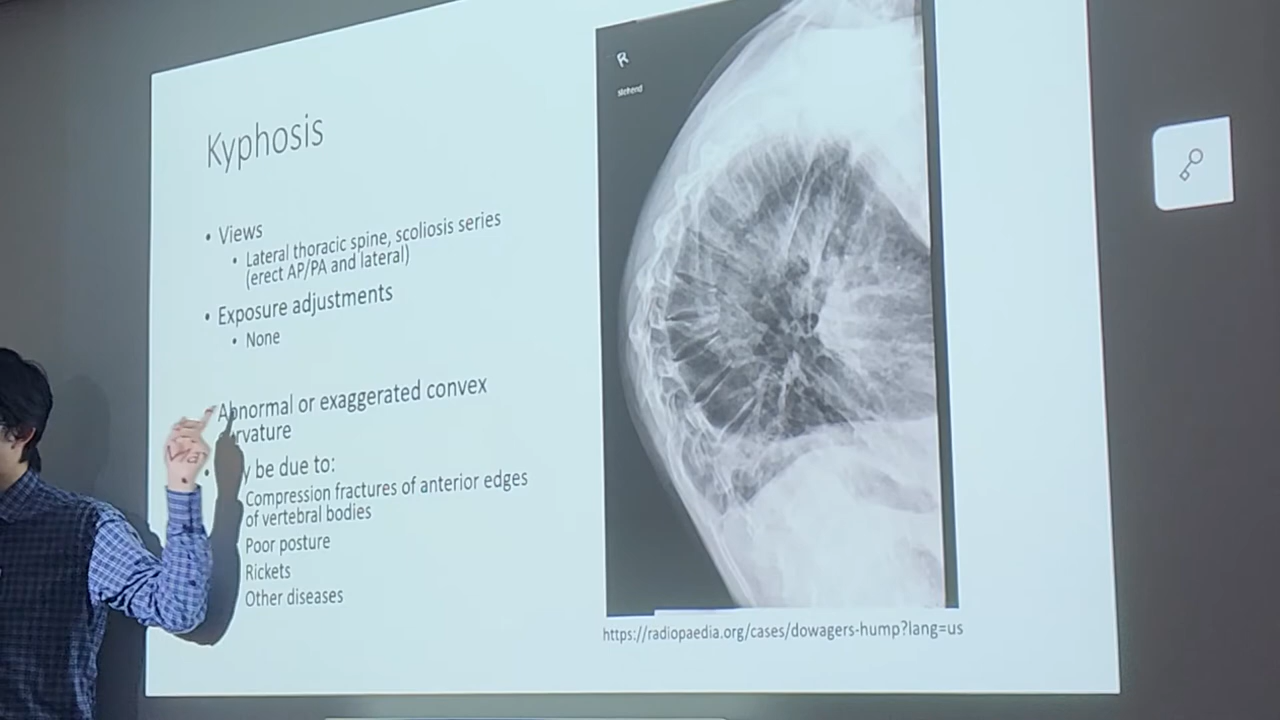 Kyphosis
• Views
• Lateral thoracic spine, scoliosis series
(erect AP/PA and lateral)
• Exposure adjustments
• None
Abnormal or exaggerated convex
rvature
• y be due to:
Compression fractures of anterior edges
of vertebral bodies
Poor posture
Rickets
Other diseases
R
stehend
https://radiopaedia.org/cases/dowagers-hump?lang=us